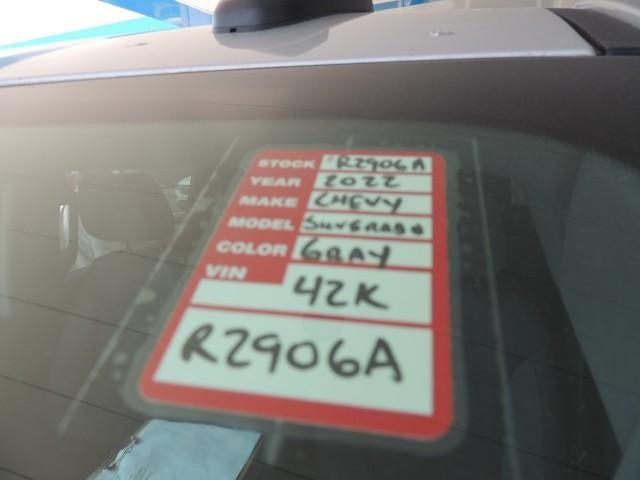 STOCK R2906A
YEAR 2022
MAKE CHEVY
MODEL SILVERADO
COLOR GRAY
VIN
42K
R2906A